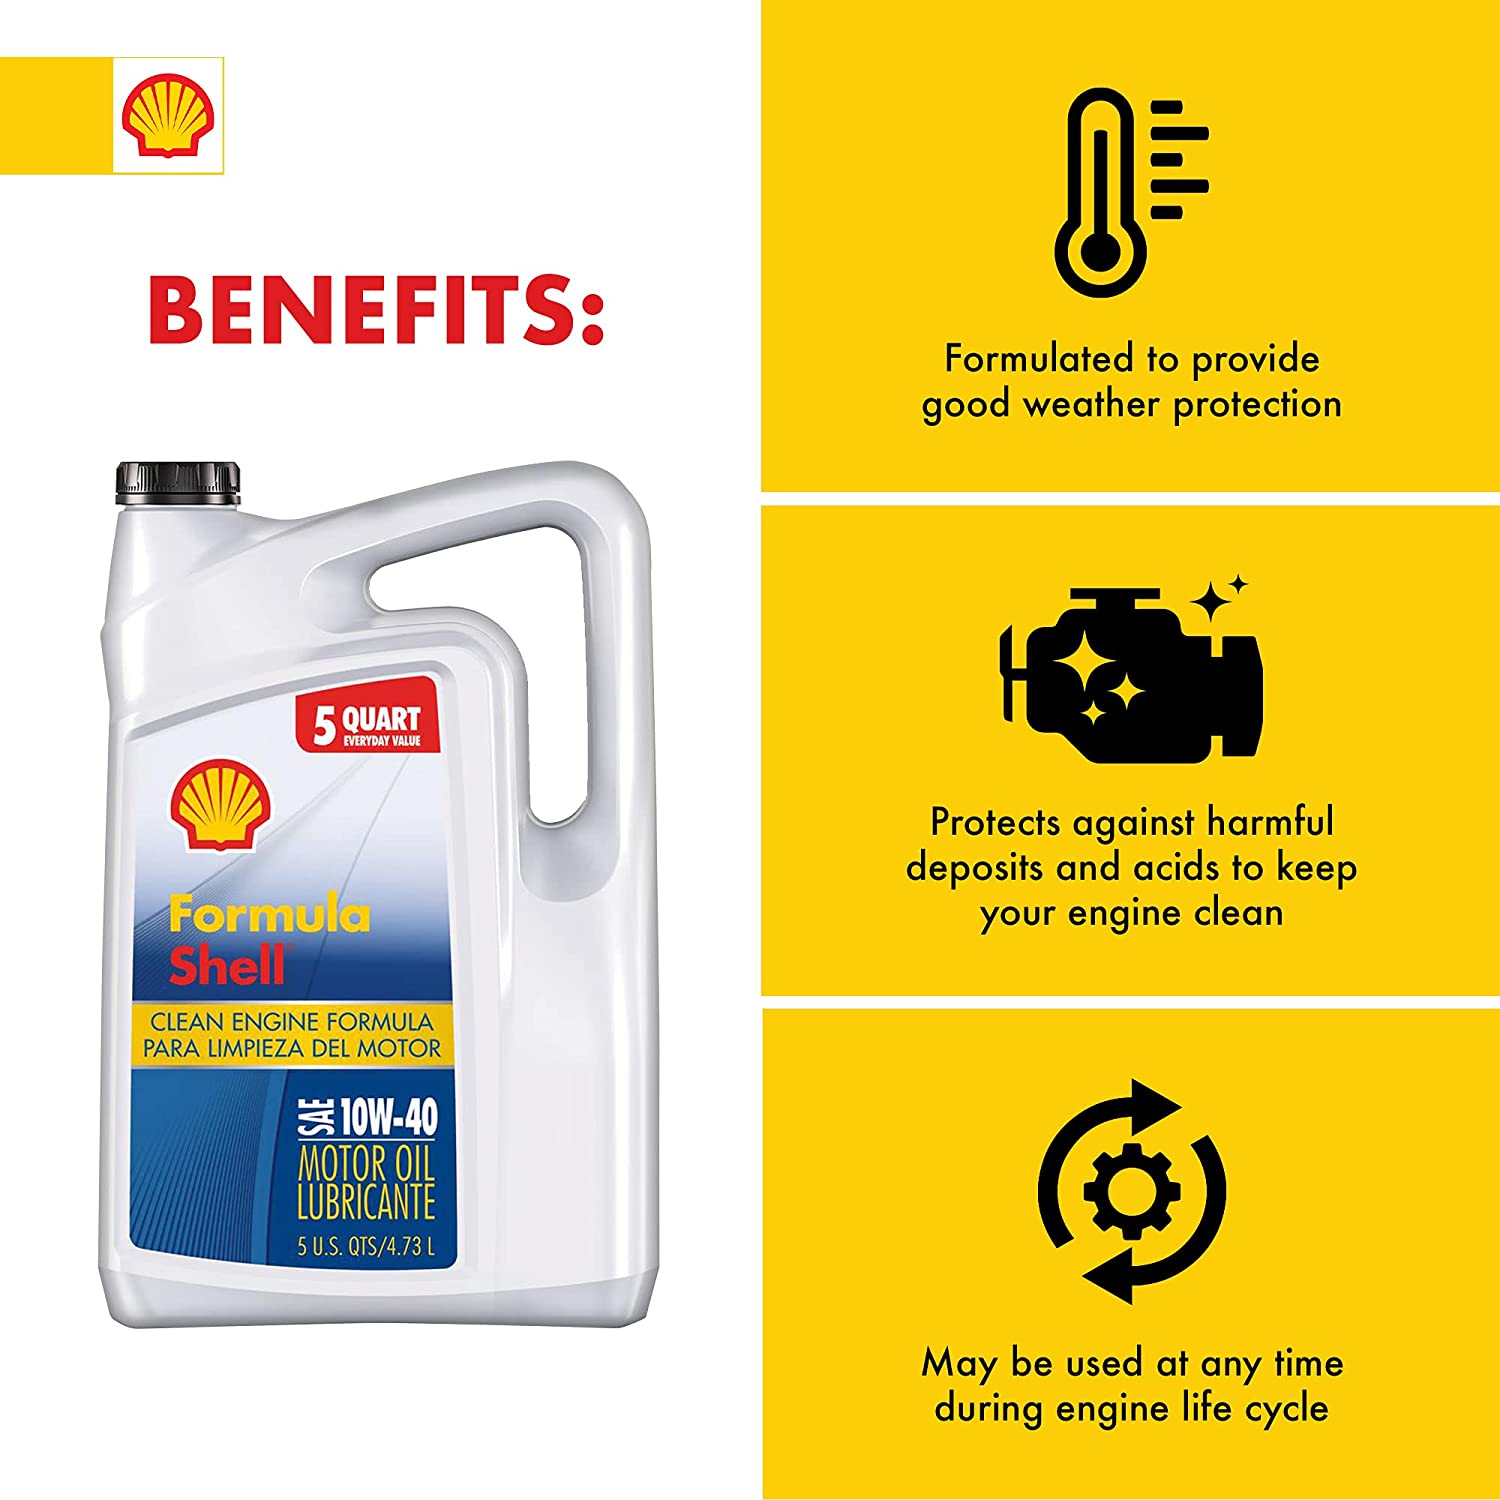 BENEFITS:
5 QUART
EVERYDAY VALUE
Formula
Shell
CLEAN ENGINE FORMULA
PARA LIMPIEZA DEL MOTOR
SAE 10W-40
MOTOR OIL
LUBRICANTE
5 U.S. QTS/4.73 L
Formulated to provide
good weather protection
Protects against harmful
deposits and acids to keep
your engine clean
May be used at any time
during engine life cycle